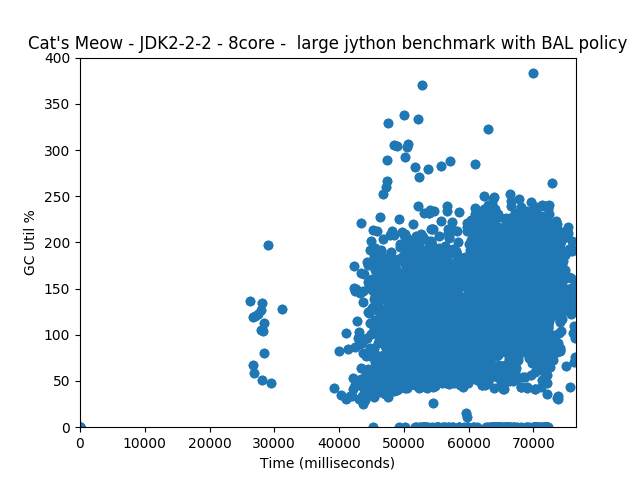 Cat's Meow - JDK2-2-2 - 8core -  large jython benchmark with BAL policy
400
350
300
250
200
150
100
50
0
GC Util %
0 10000 20000 30000 40000 50000 60000 70000
Time (milliseconds)